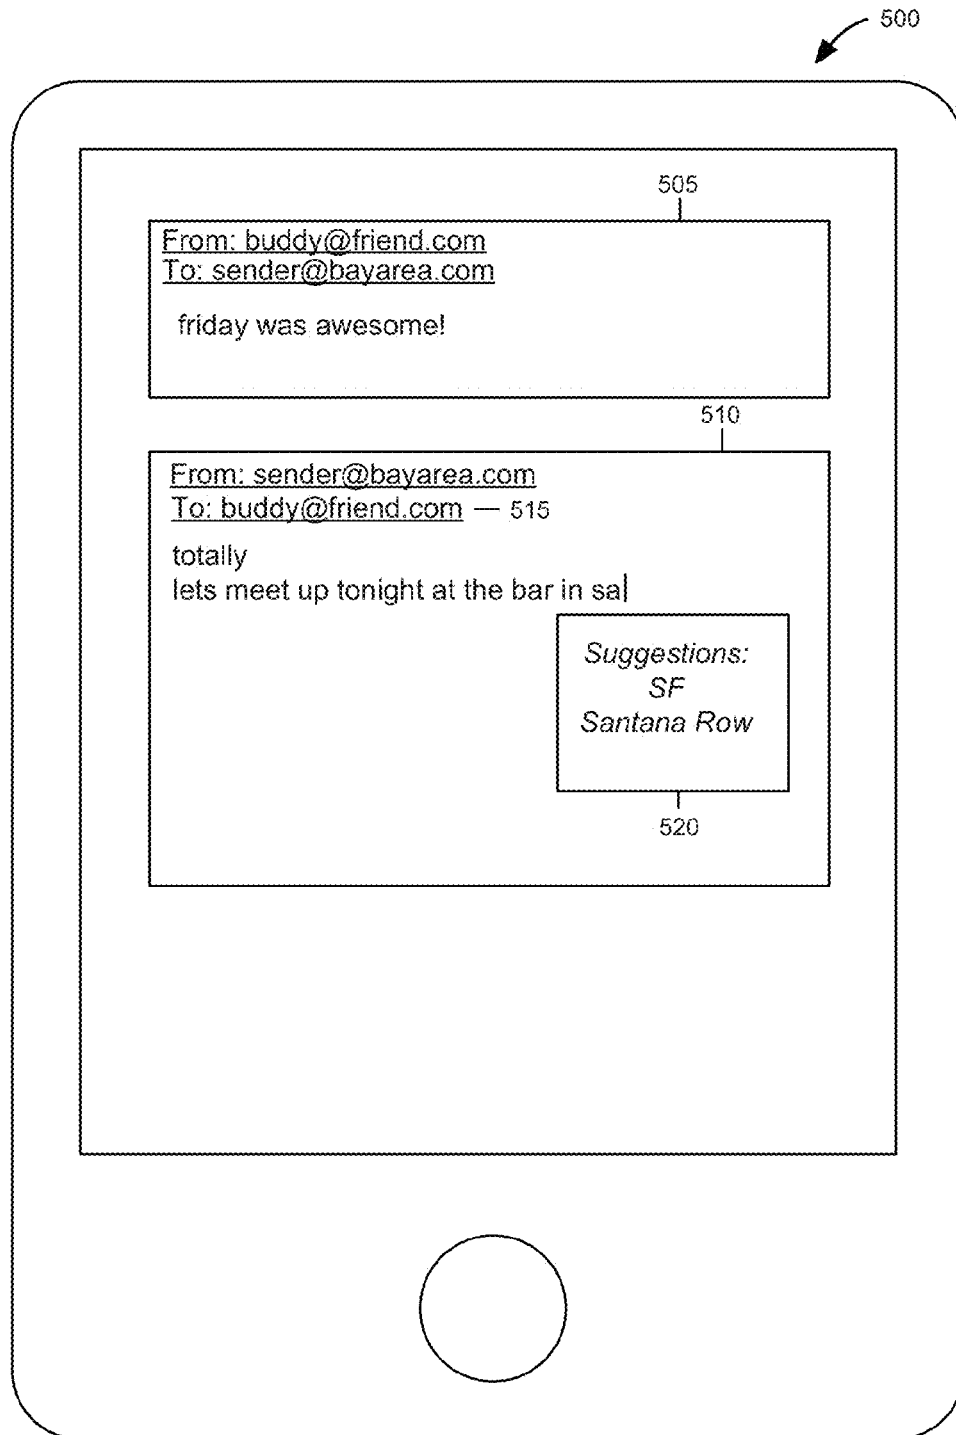 500
505
From: buddy@friend.com
To: sender@bayarea.com
friday was awesome!
510
From: sender@bayarea.com
To: buddy@friend.com — 515
totally
lets meet up tonight at the bar in sa
Suggestions:
SF
Santana Row
520